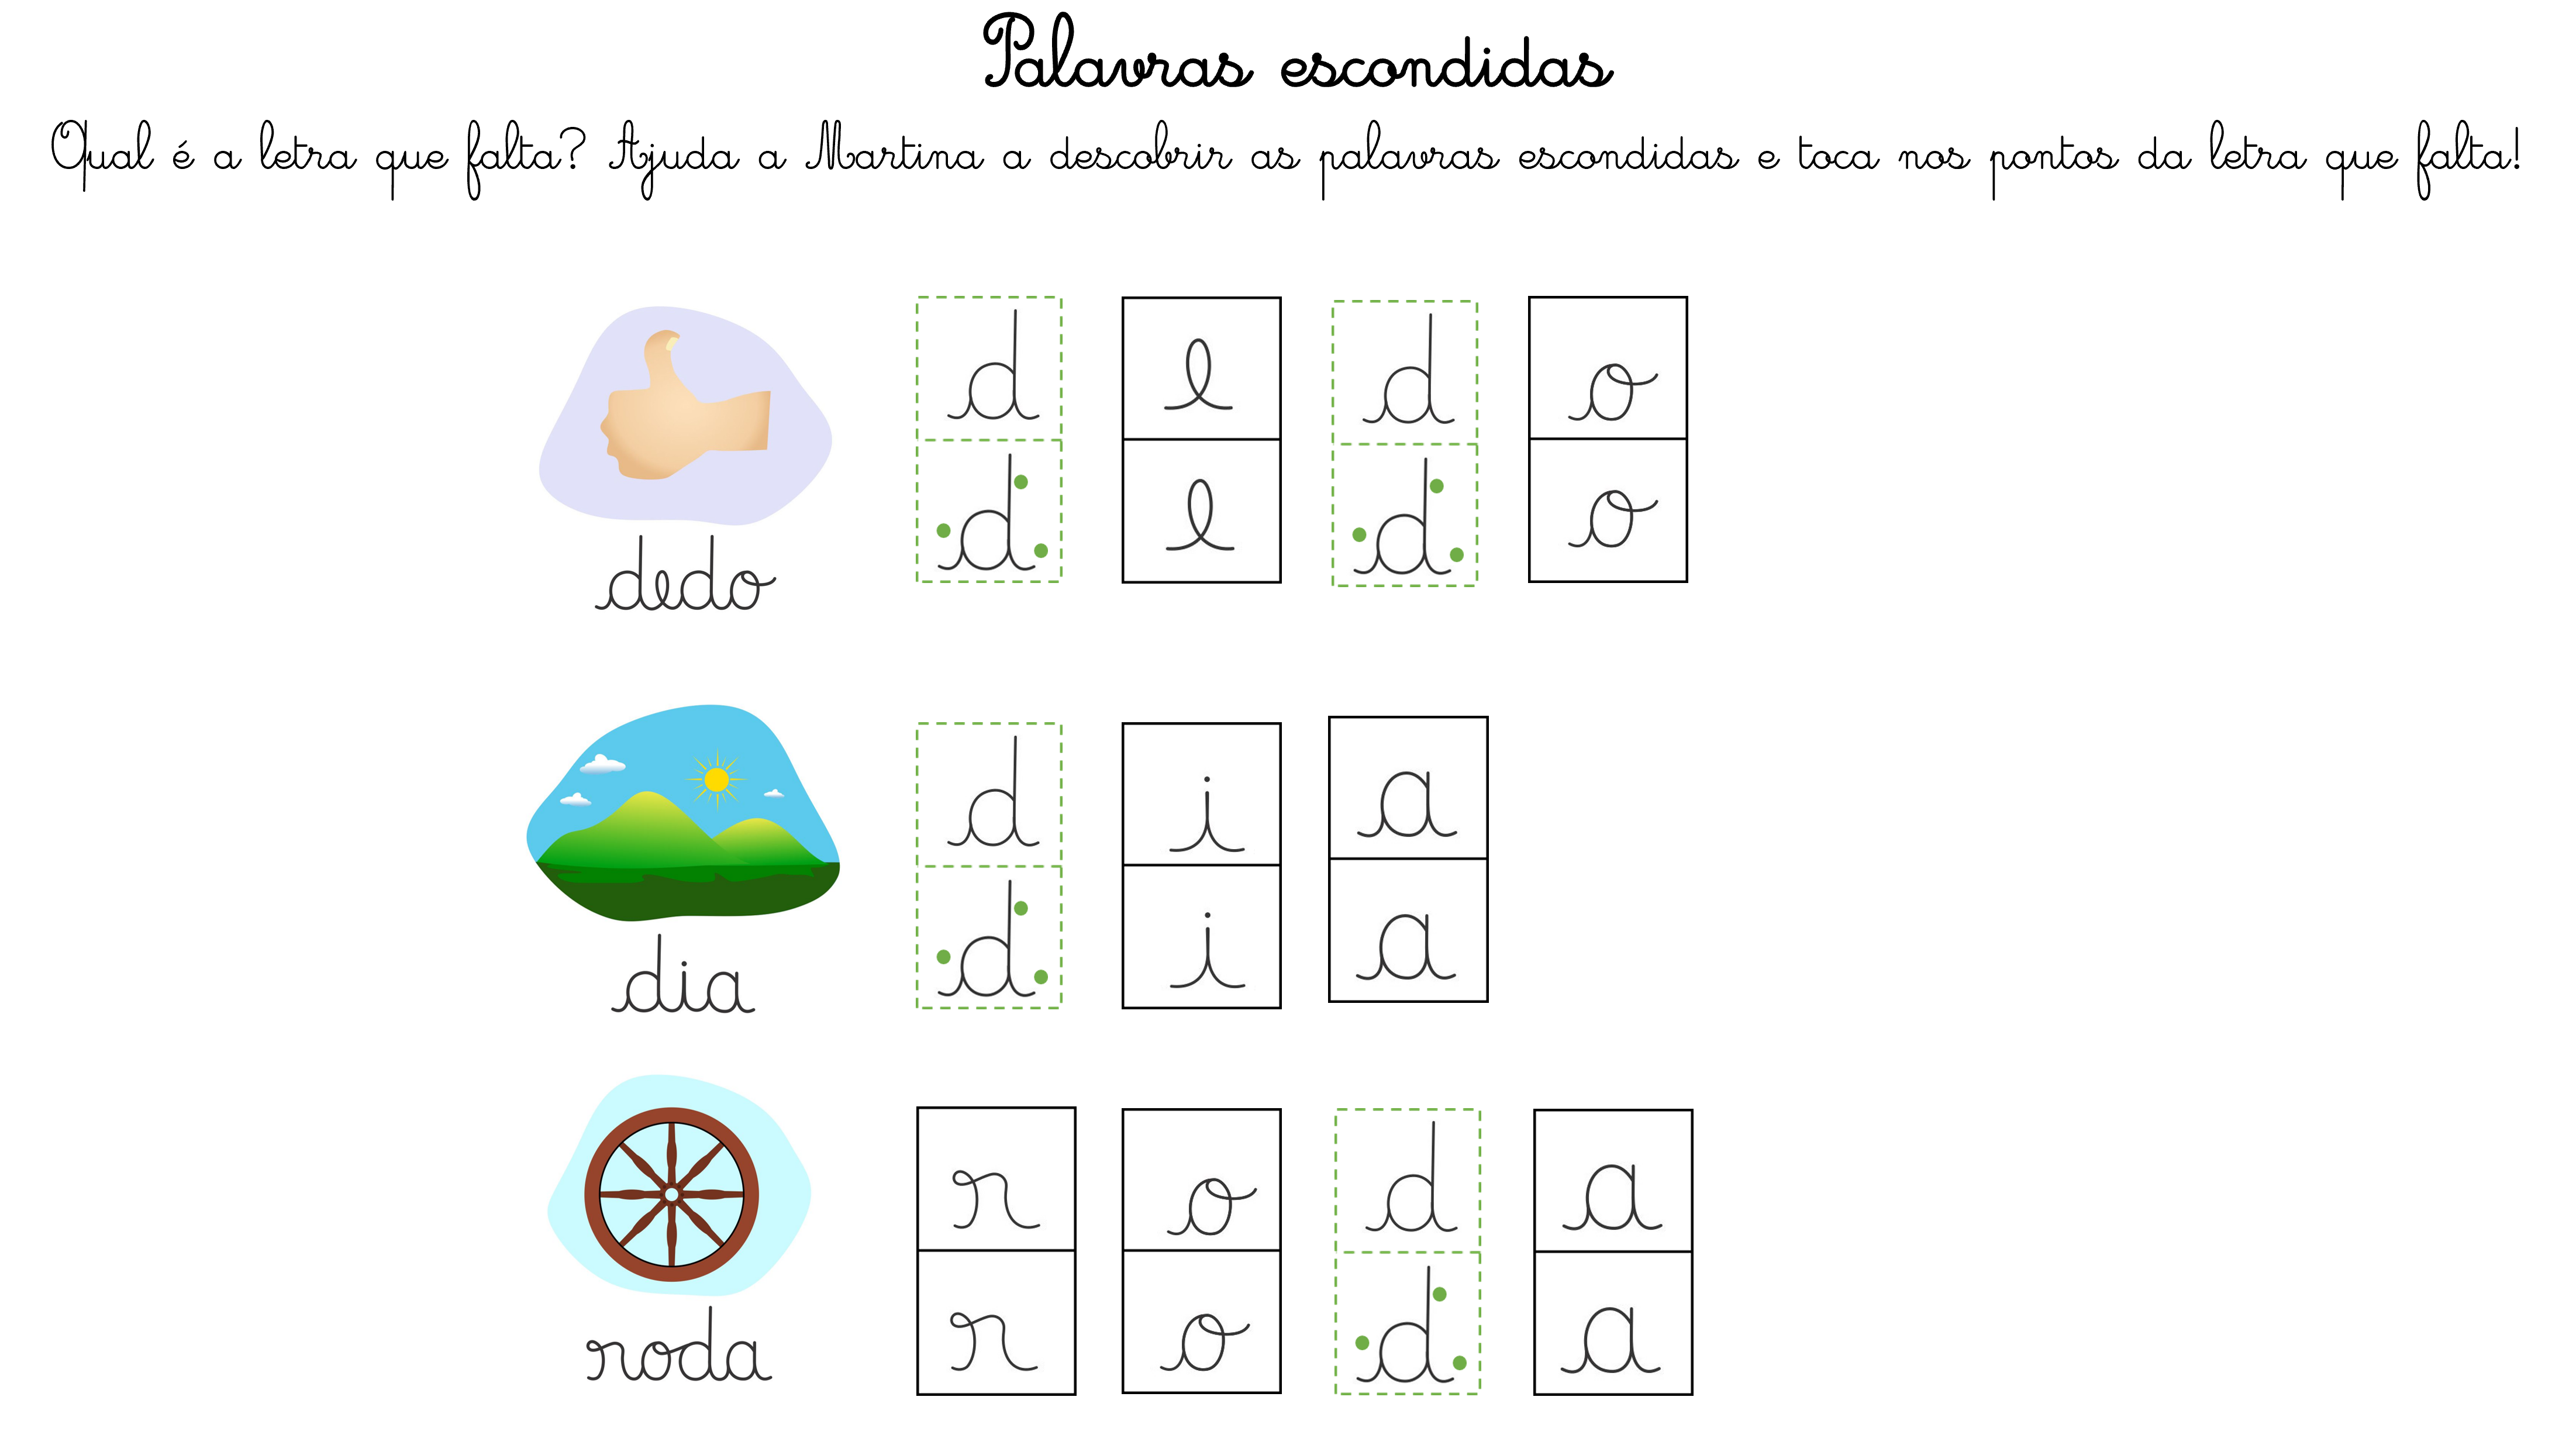 Palavras escondidas
Qual é a letra que falta? Ajuda a Martina a descobrir as palavras escondidas e toca nos pontos da letra que falta!
d e d o
d e d o
dedo
d i a
d i a
dia
r o d a
r o d a
roda